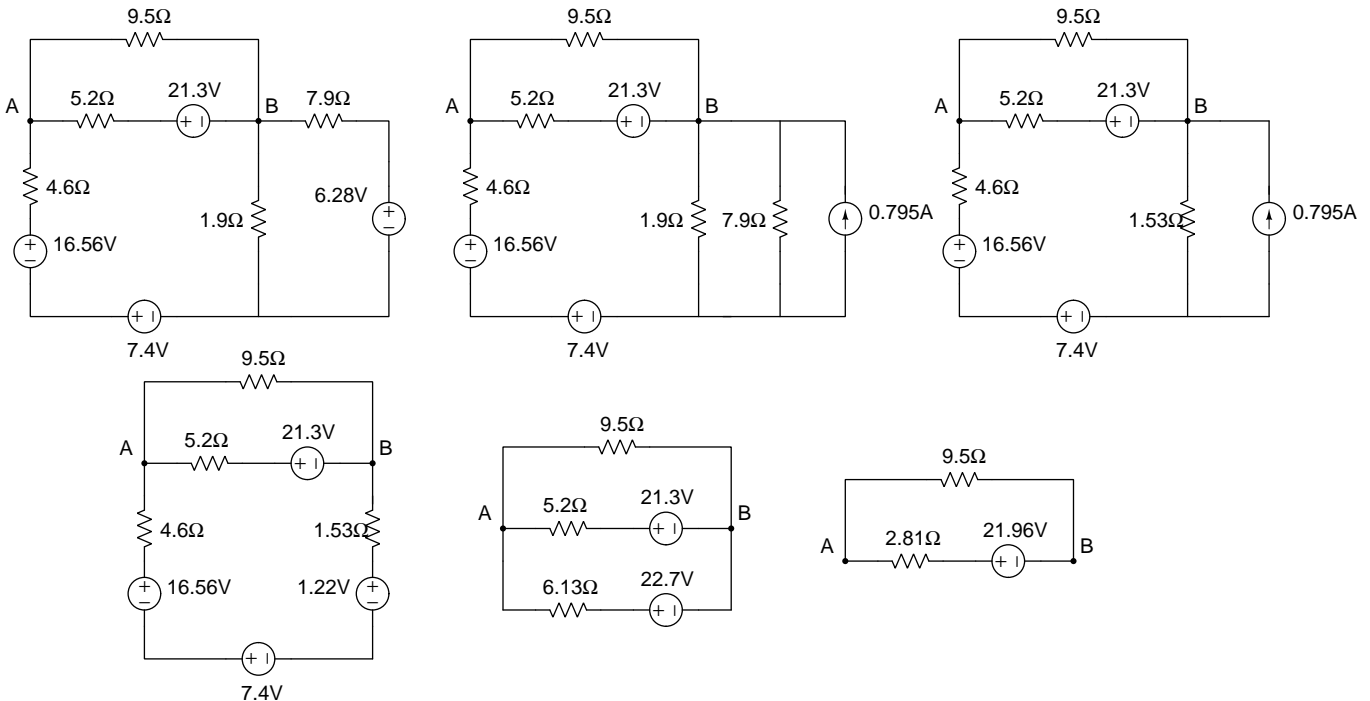 9.5Ω
A 5.2Ω 21.3V B 7.9Ω
4.6Ω
16.56V
1.9Ω
6.28V
7.4V
9.5Ω
A 5.2Ω 21.3V B
4.6Ω
16.56V
1.9Ω 7.9Ω 0.795A
7.4V
9.5Ω
A 5.2Ω 21.3V B
4.6Ω
16.56V
1.53Ω 0.795A
7.4V
9.5Ω
A 5.2Ω 21.3V B
4.6Ω 1.53Ω
16.56V 1.22V
7.4V
9.5Ω
A 5.2Ω 21.3V B
6.13Ω 22.7V
9.5Ω
A 2.81Ω 21.96V B